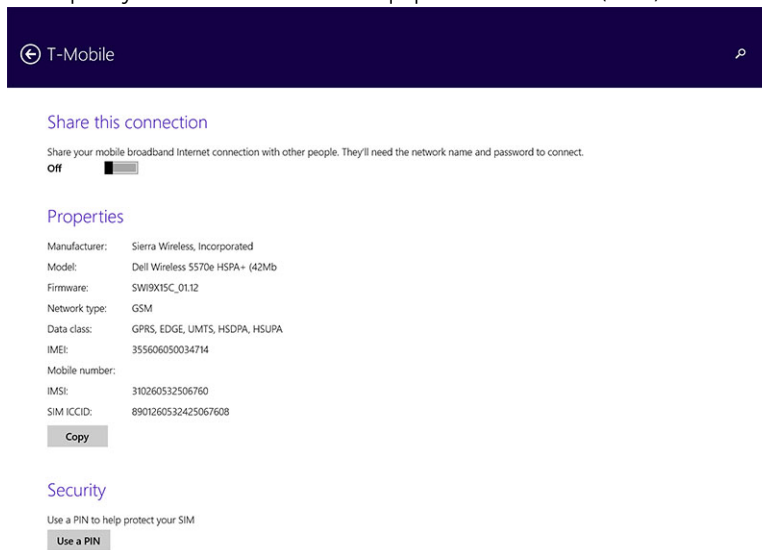 T-Mobile
Share this connection
Share your mobile broadband Internet connection with other people. They'll need the network name and password to connect.
Off
Properties
Manufacturer: Sierra Wireless, Incorporated
Model: Dell Wireless 5570e HSPA+ (42Mb
Firmware: SWI9X15C_01.12
Network type: GSM
Data class: GPRS, EDGE, UMTS, HSDPA, HSUPA
IMEI: 355606050034714
Mobile number:
IMSI: 310260532506760
SIM ICCID: 8901260532425067608
Copy
Security
Use a PIN to help protect your SIM
Use a PIN